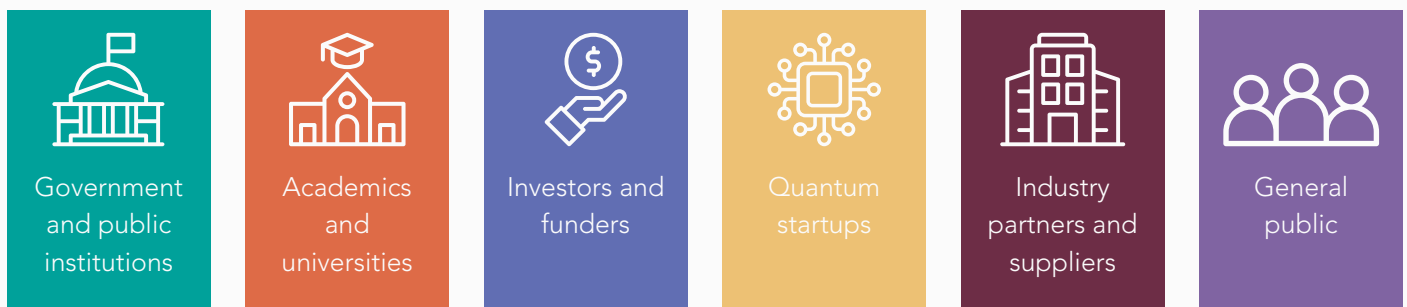 $
Government
and public
institutions
Academics
and
universities
Investors and
funders
Quantum
startups
Industry
partners and
suppliers
General
public